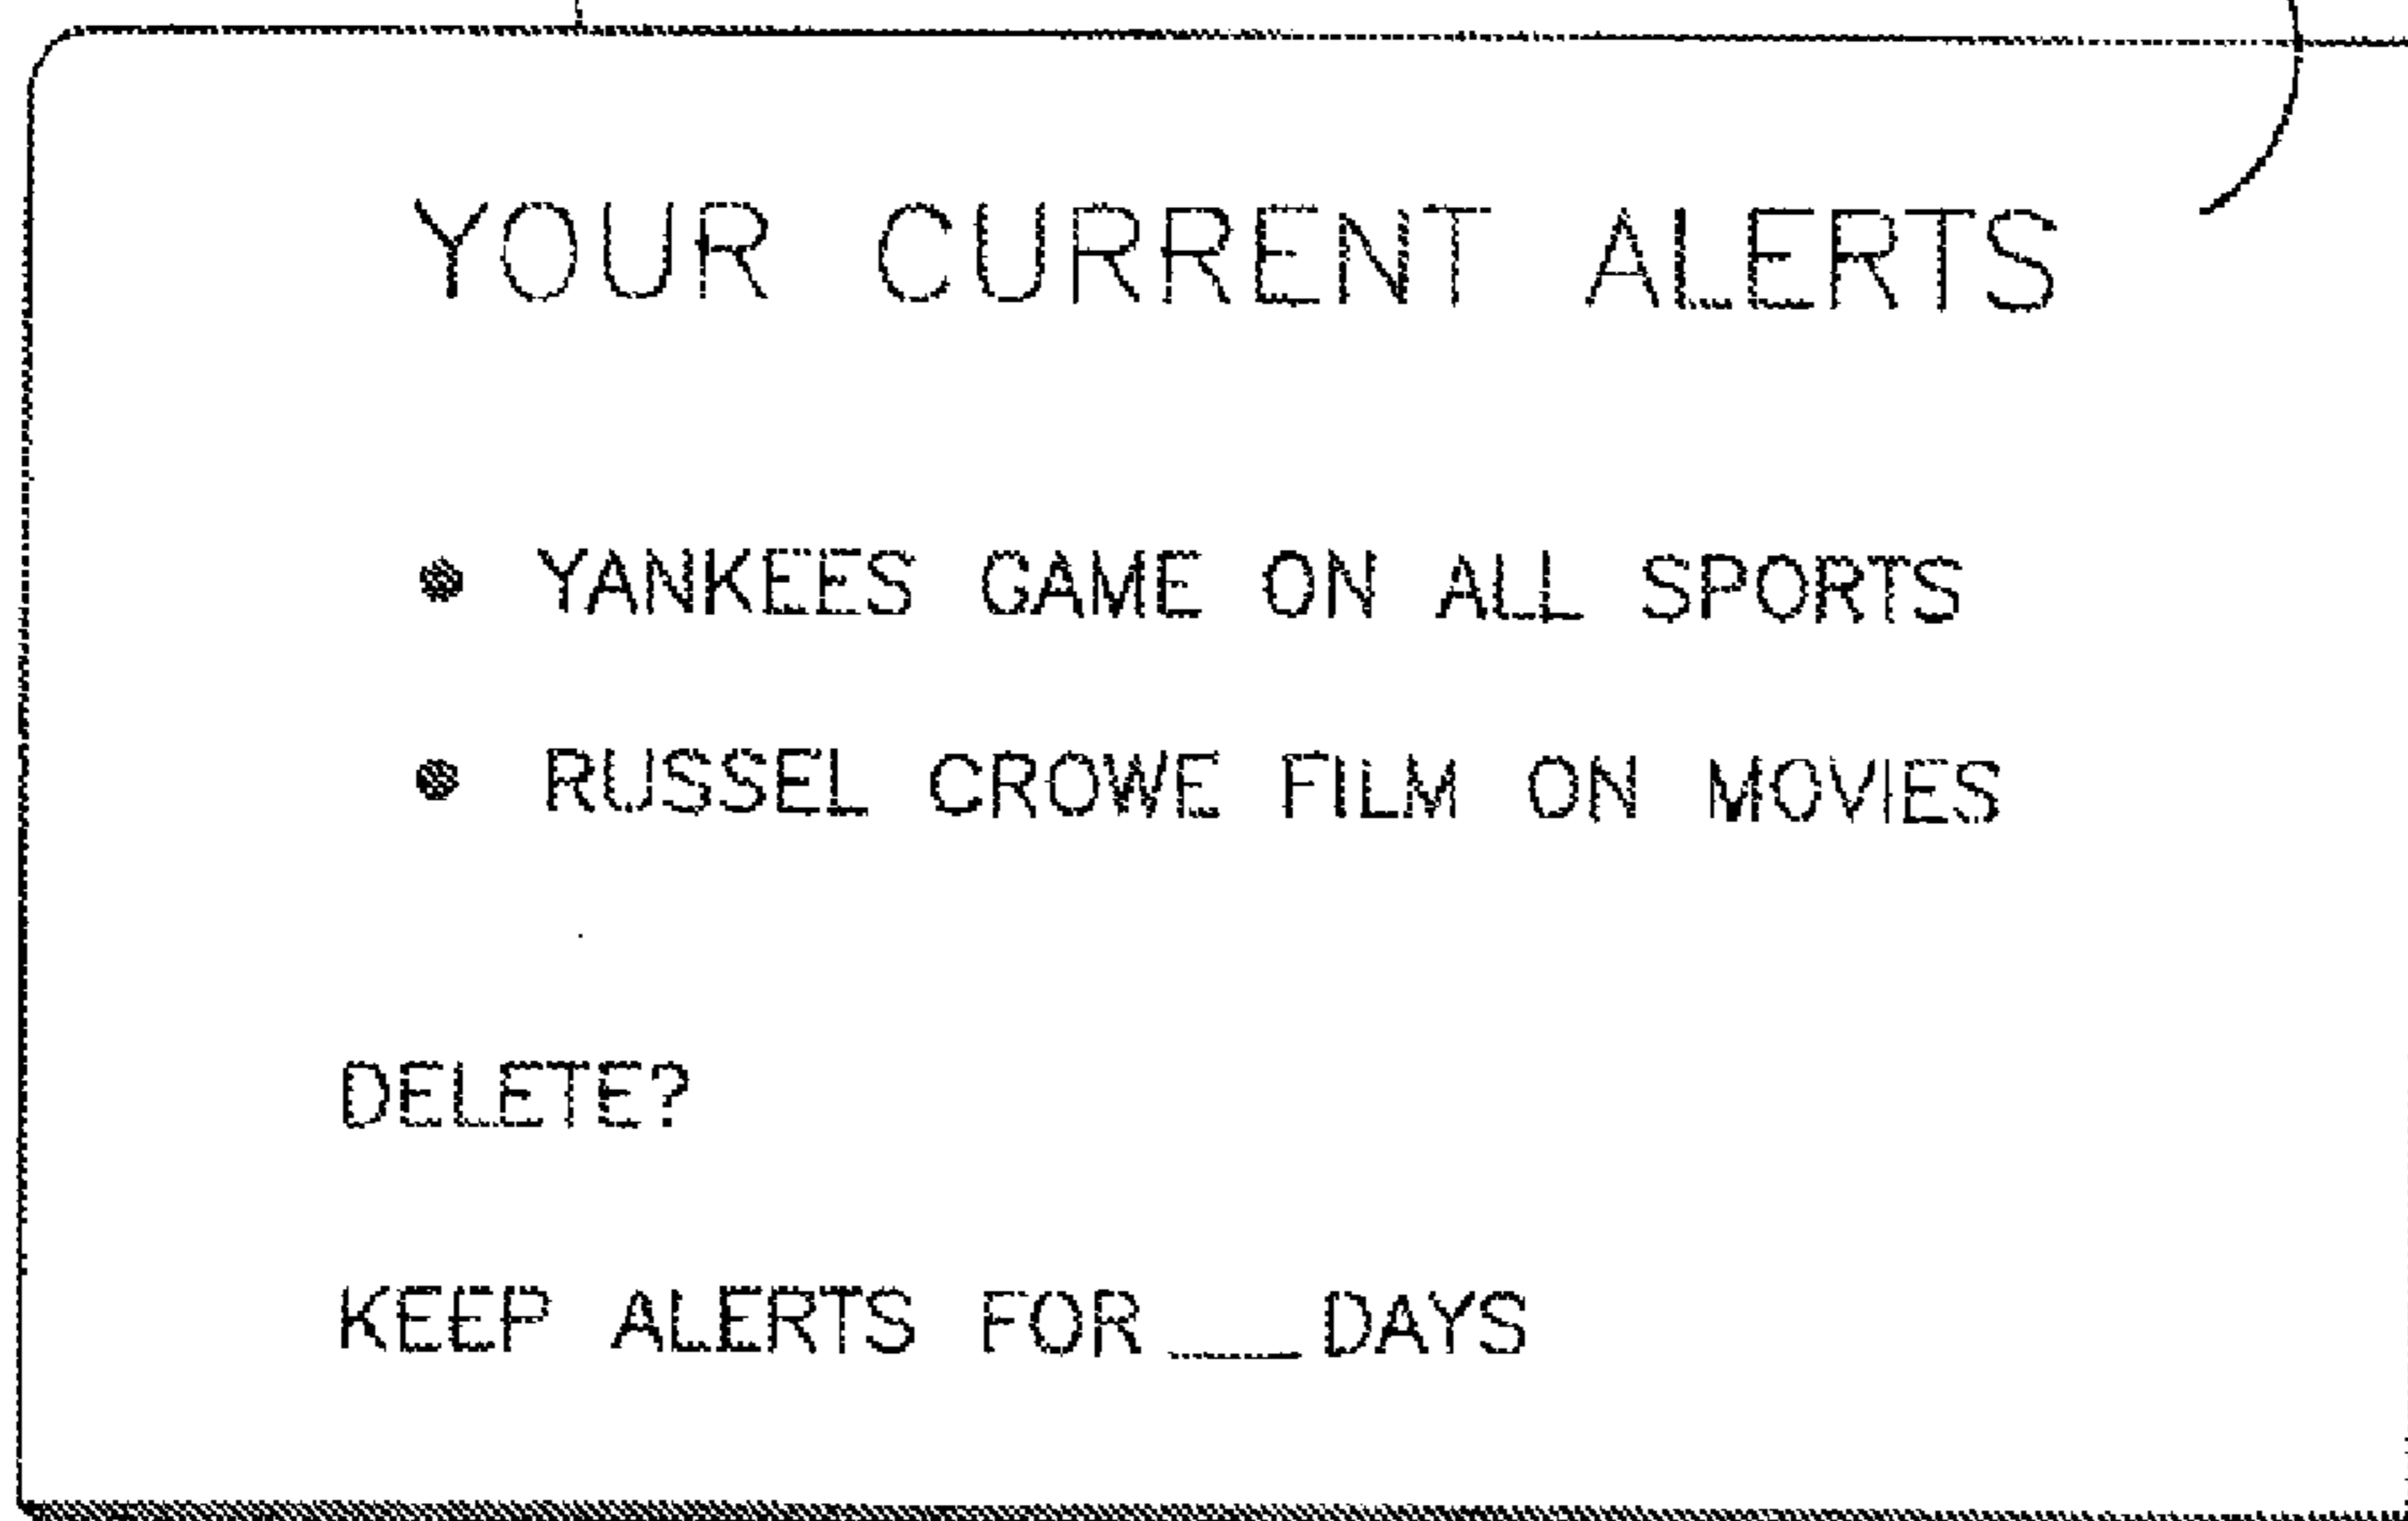 YOUR CURRENT ALERTS
• YANKEES GAME ON ALL SPORTS
• RUSSEL CROWE FILM ON MOVIES
DELETE?
KEEP ALERTS FOR ___ DAYS